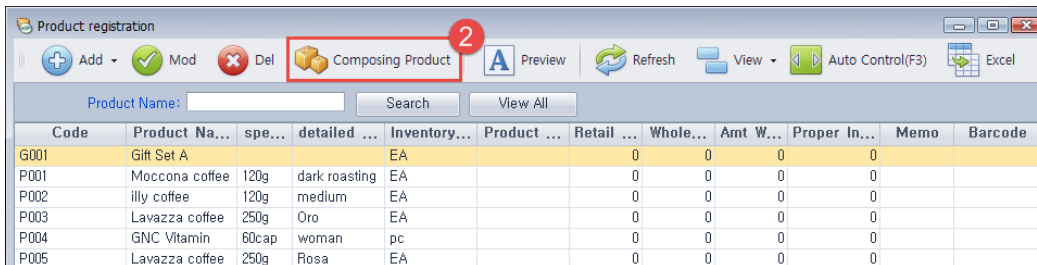 Product registration
2
Add Mod Del Composing Product A Preview Refresh View Auto Control(F3) Excel
Product Name: Search View All
Code Product Na... spe... detailed ... Inventory... Product ... Retail ... Whole... Amt W... Proper In... Memo Barcode
G001 Gift Set A EA 0 0 0 0
P001 Moccona coffee 120g dark roasting EA 0 0 0 0
P002 illy coffee 120g medium EA 0 0 0 0
P003 Lavazza coffee 250g Oro EA 0 0 0 0
P004 GNC Vitamin 60cap woman pc 0 0 0 0
P005 Lavazza coffee 250g Rosa EA 0 0 0 0